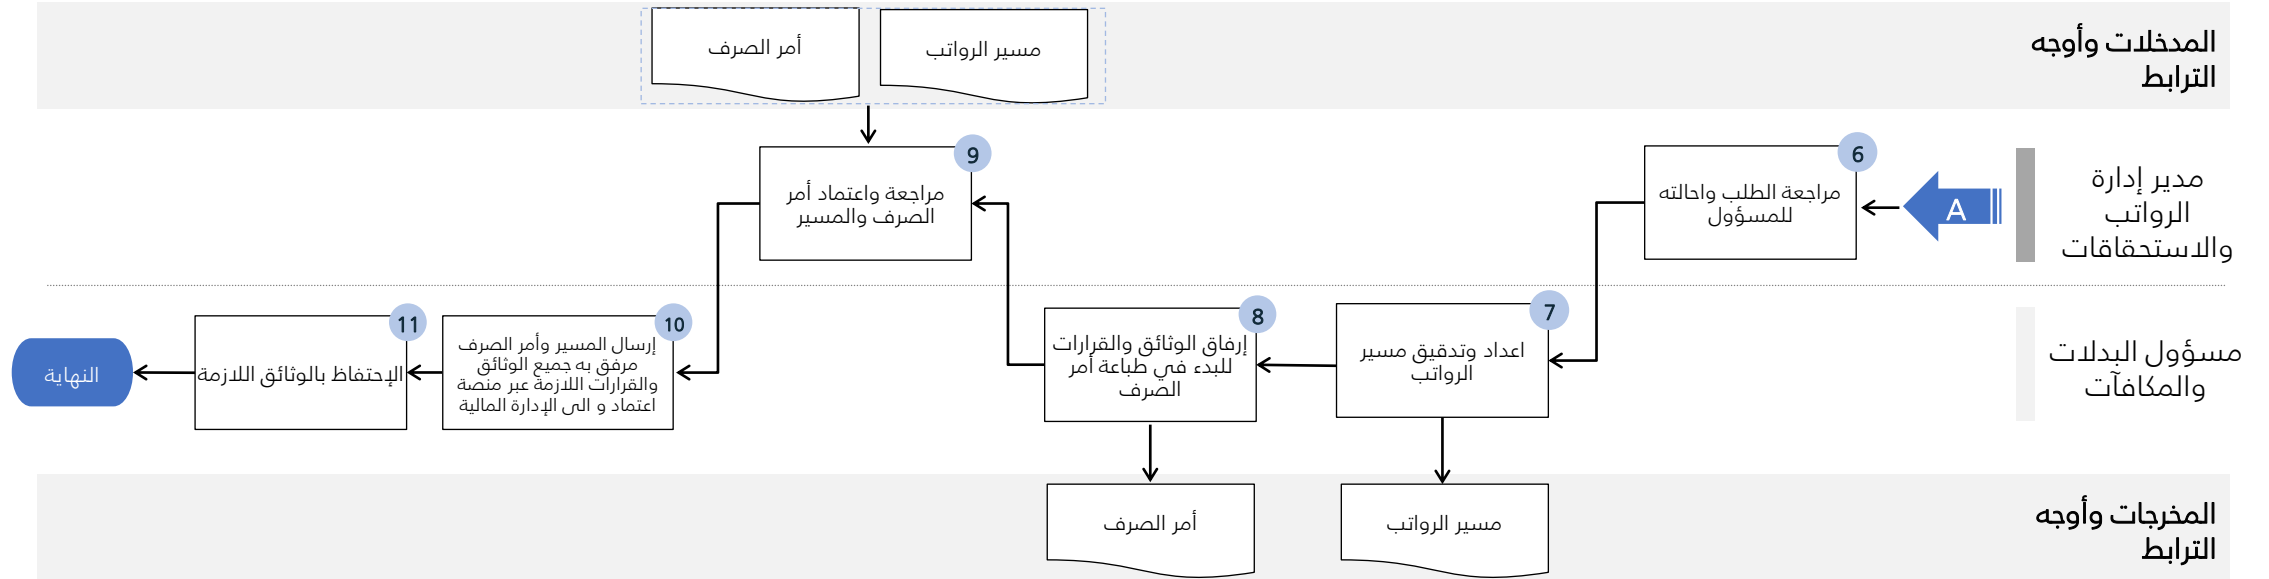 المدخلات وأوجه
الترابط
مسير الرواتب
أمر الصرف
مدير إدارة
الرواتب
والاستحقاقات
A
6
مراجعة الطلب واحالته
للمسؤول
9
مراجعة واعتماد أمر
الصرف والمسير
مسؤول البدلات
والمكافآت
7
اعداد وتدقيق مسير
الرواتب
8
إرفاق الوثائق والقرارات
للبدء في طباعة أمر
الصرف
10
إرسال المسير وأمر الصرف
مرفق به جميع الوثائق
والقرارات اللازمة عبر منصة
اعتماد و الى الإدارة المالية
11
الإحتفاظ بالوثائق اللازمة
النهاية
المخرجات وأوجه
الترابط
مسير الرواتب
أمر الصرف